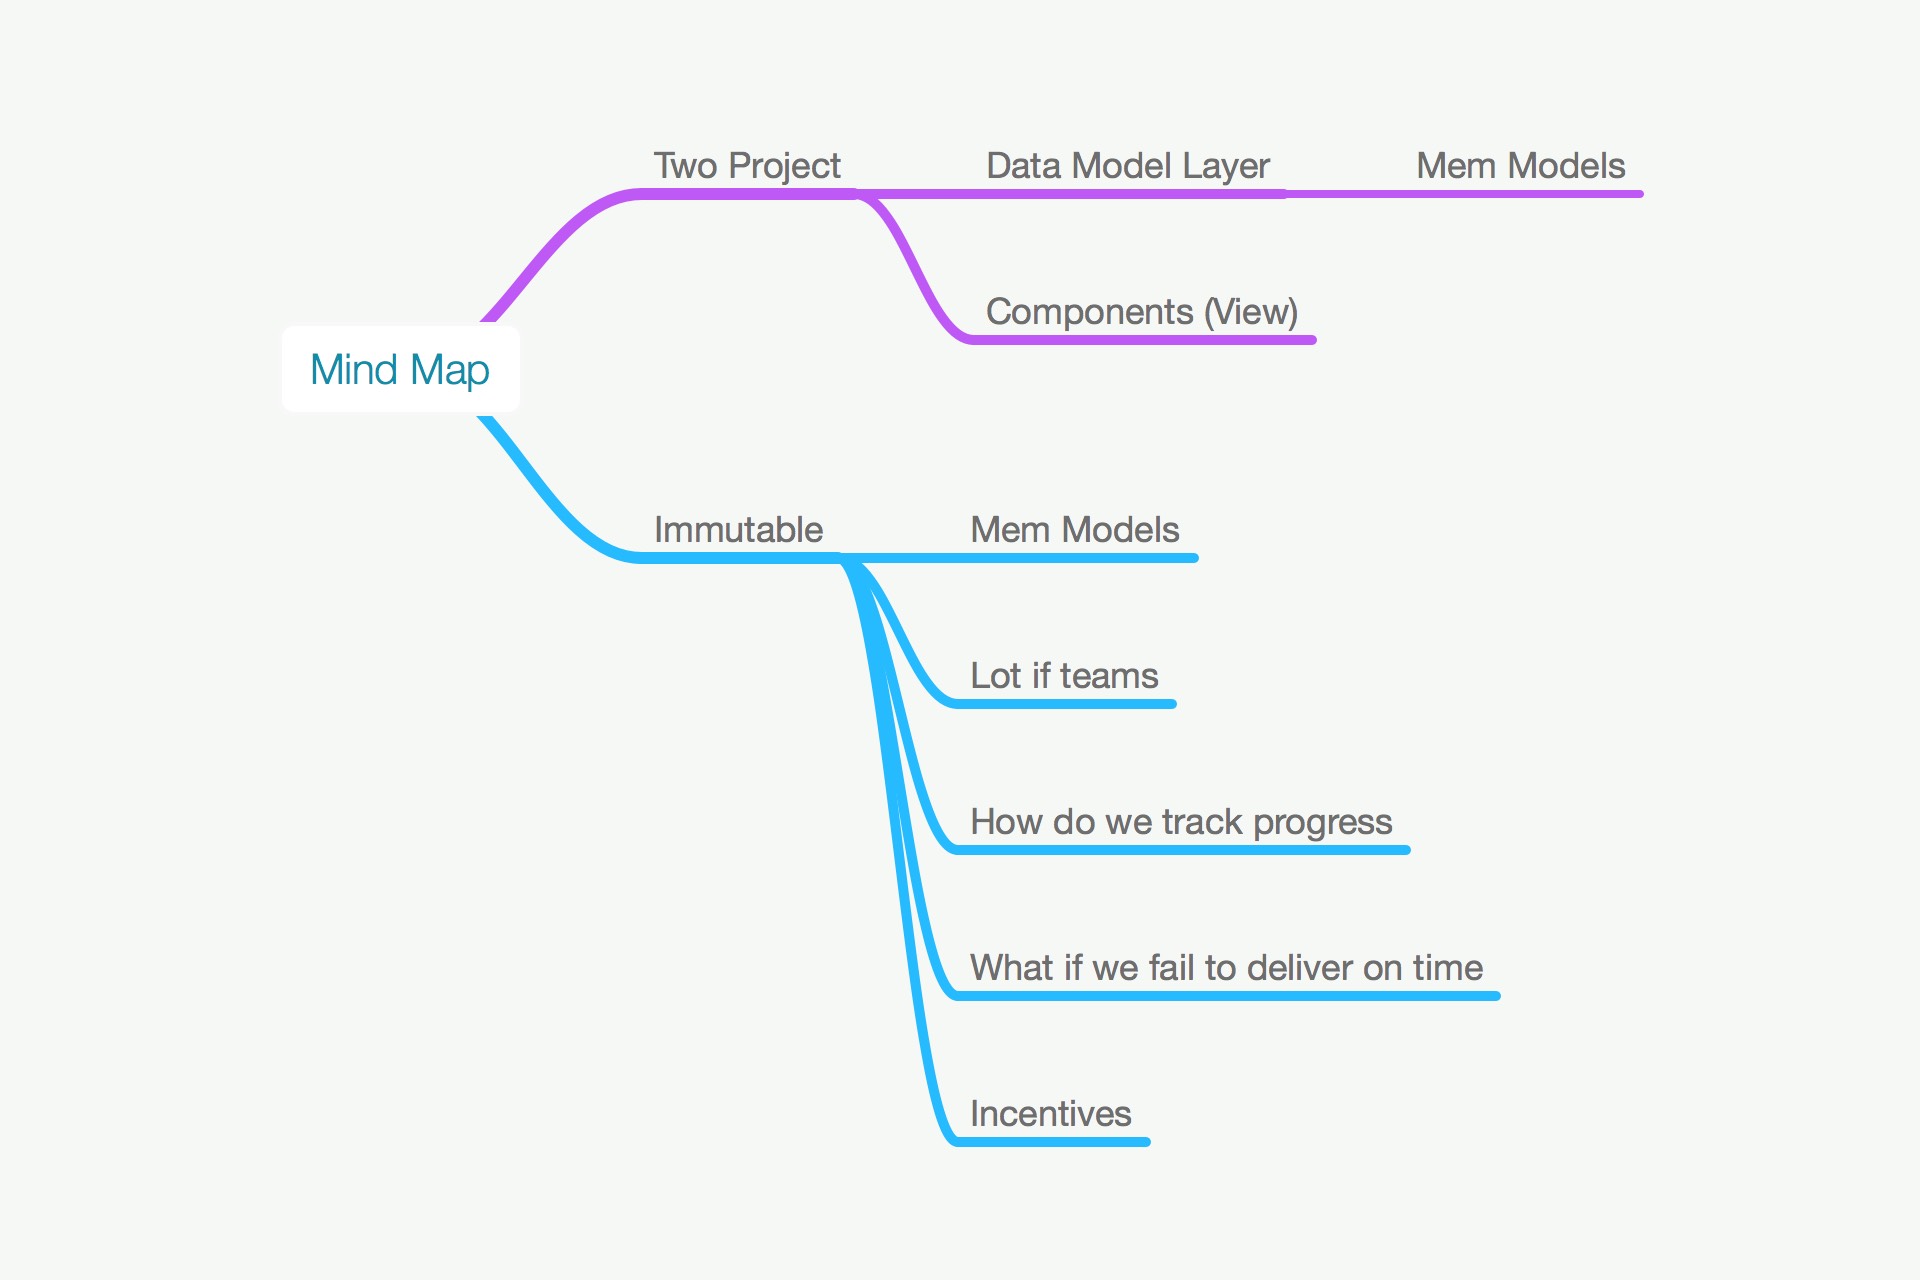 Mind Map
Two Project
Data Model Layer
Mem Models
Components (View)
Immutable
Mem Models
Lot if teams
How do we track progress
What if we fail to deliver on time
Incentives